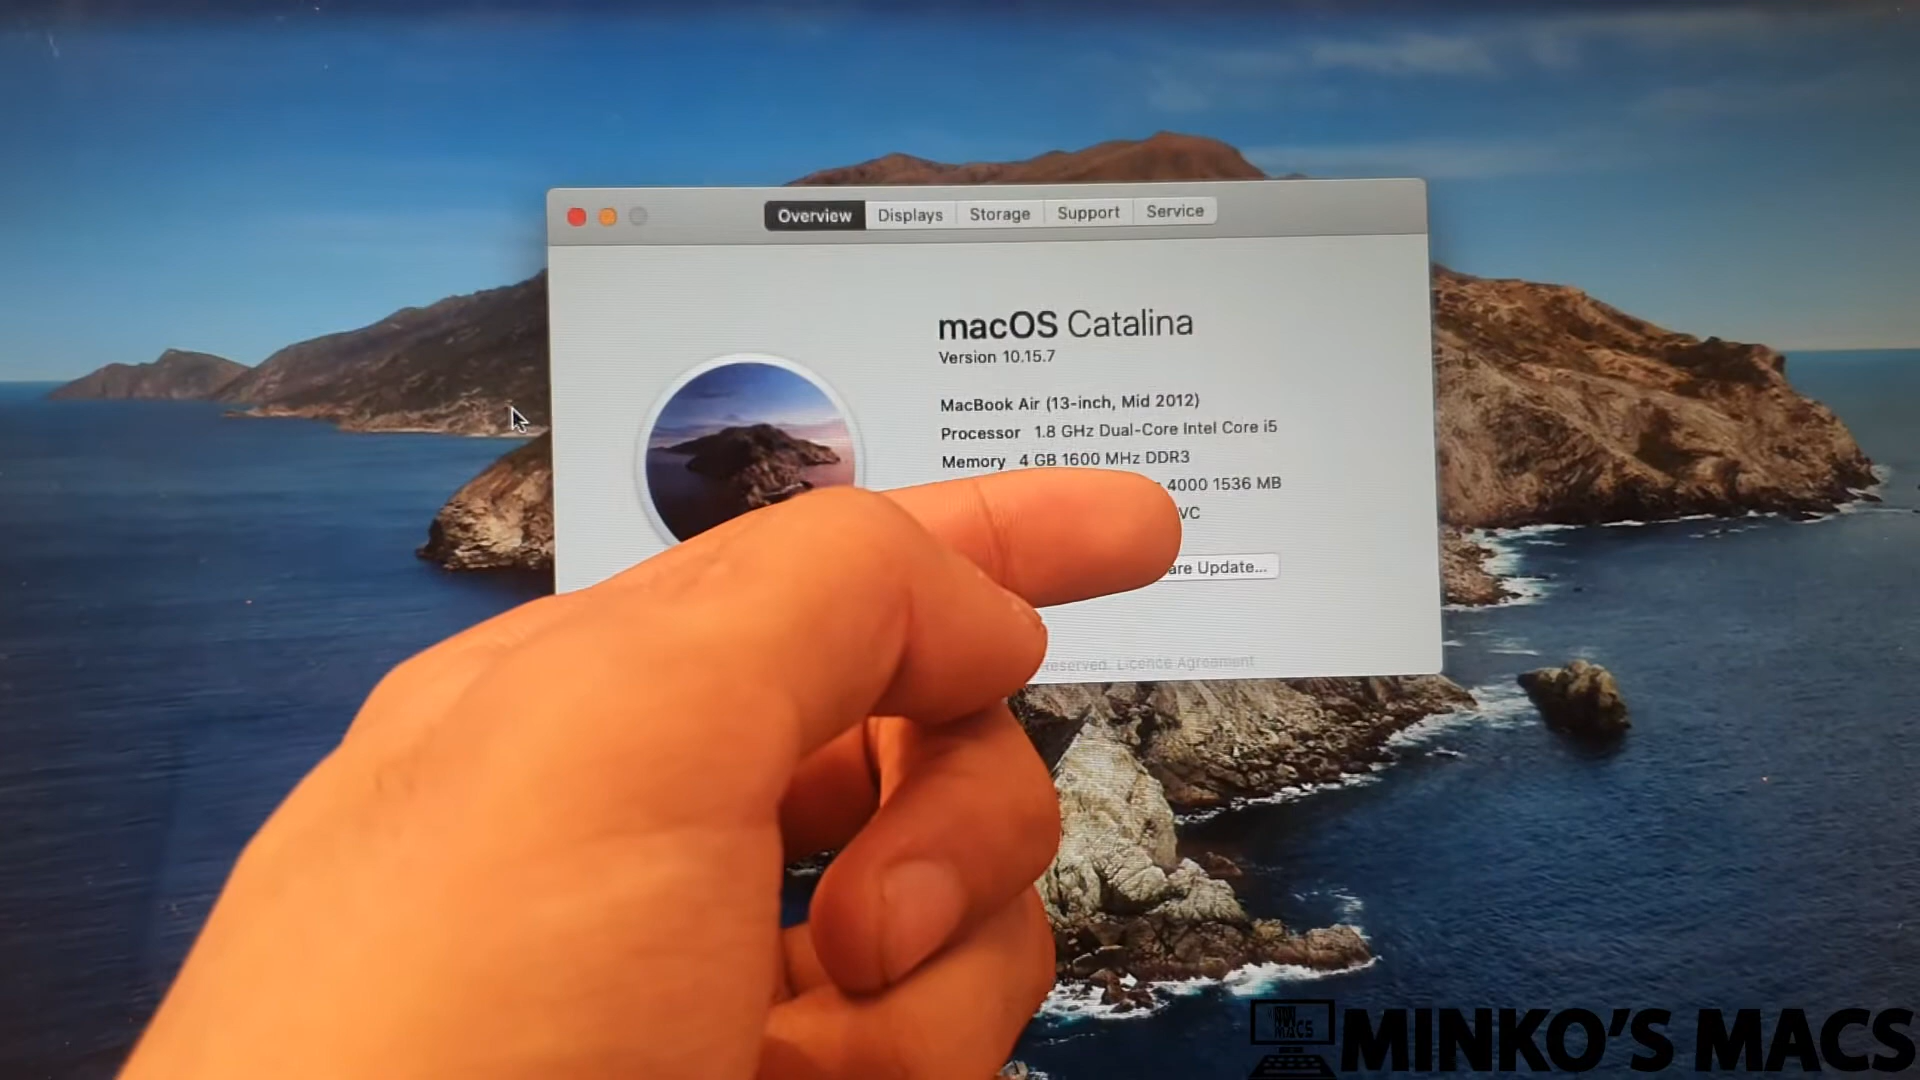 Overview Displays Storage Support Service
macOS Catalina
Version 10.15.7
MacBook Air (13-inch, Mid 2012)
Processor 1.8 GHz Dual-Core Intel Core i5
Memory 4 GB 1600 MHz DDR3
4000 1536 MB
VC
are Update...
reserved. Licence Agreement
MINKO'S MACS